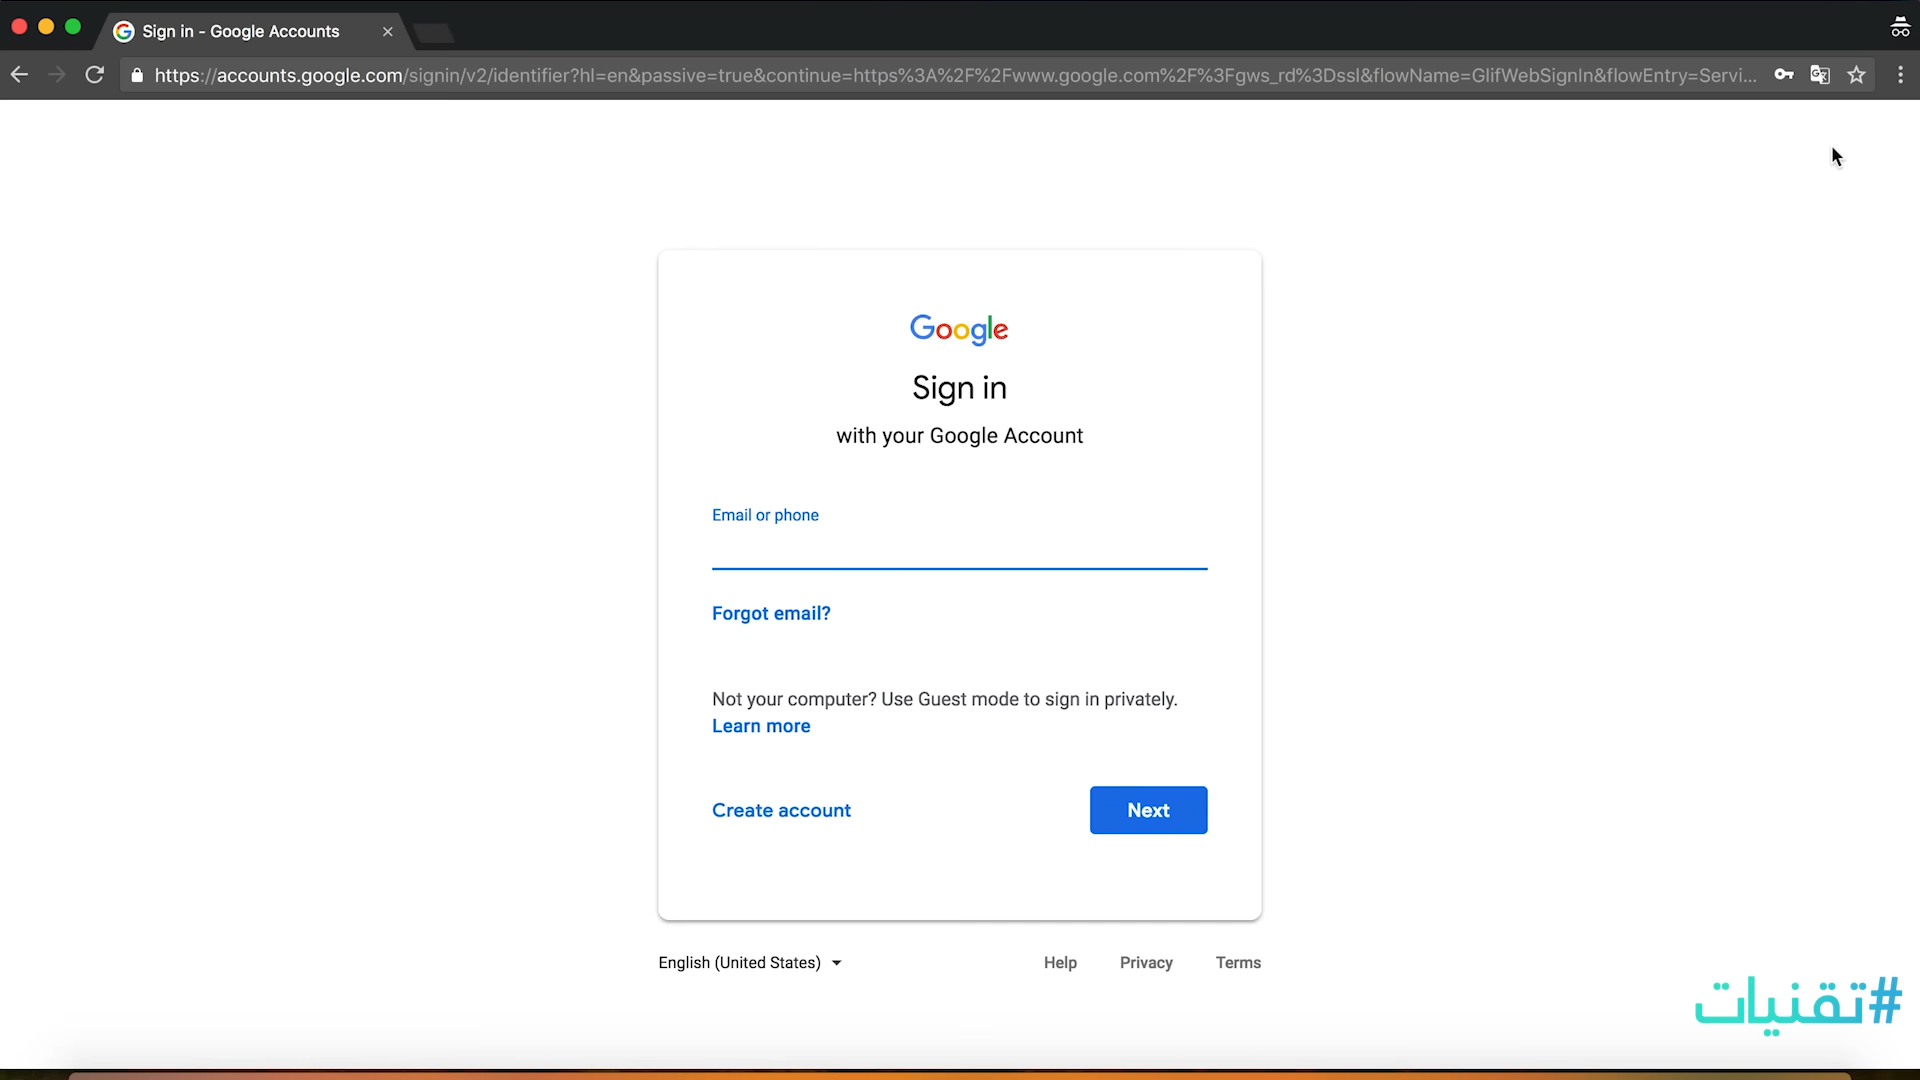 Sign in - Google Accounts
https://accounts.google.com/signin/v2/identifier?hl=en&passive=true&continue=https%3A%2F%2Fwww.google.com%2F%3Fgws_rd%3Dssl&flowName=GlifWebSignIn&flowEntry=Servi...
Google
Sign in
with your Google Account
Email or phone
Forgot email?
Not your computer? Use Guest mode to sign in privately.
Learn more
Create account
Next
English (United States)
Help
Privacy
Terms
#تقنيات